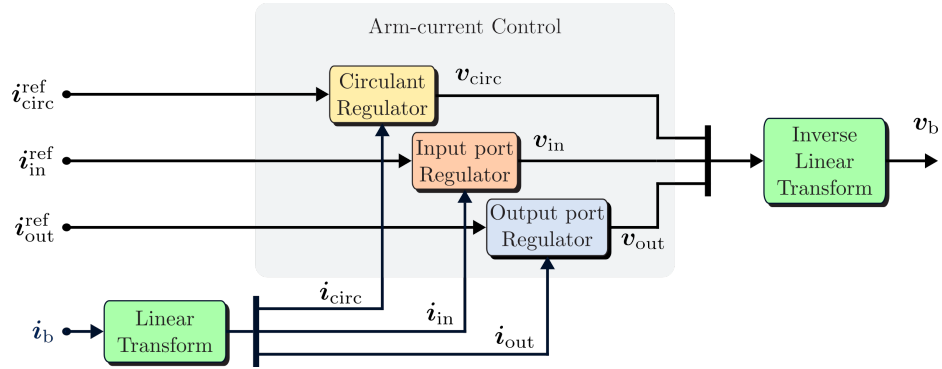 Arm-current Control
i_circ^ref
Circulant
Regulator
v_circ
i_in^ref
Input port
Regulator
v_in
Inverse
Linear
Transform
v_b
i_out^ref
Output port
Regulator
v_out
i_b
Linear
Transform
i_circ
i_in
i_out